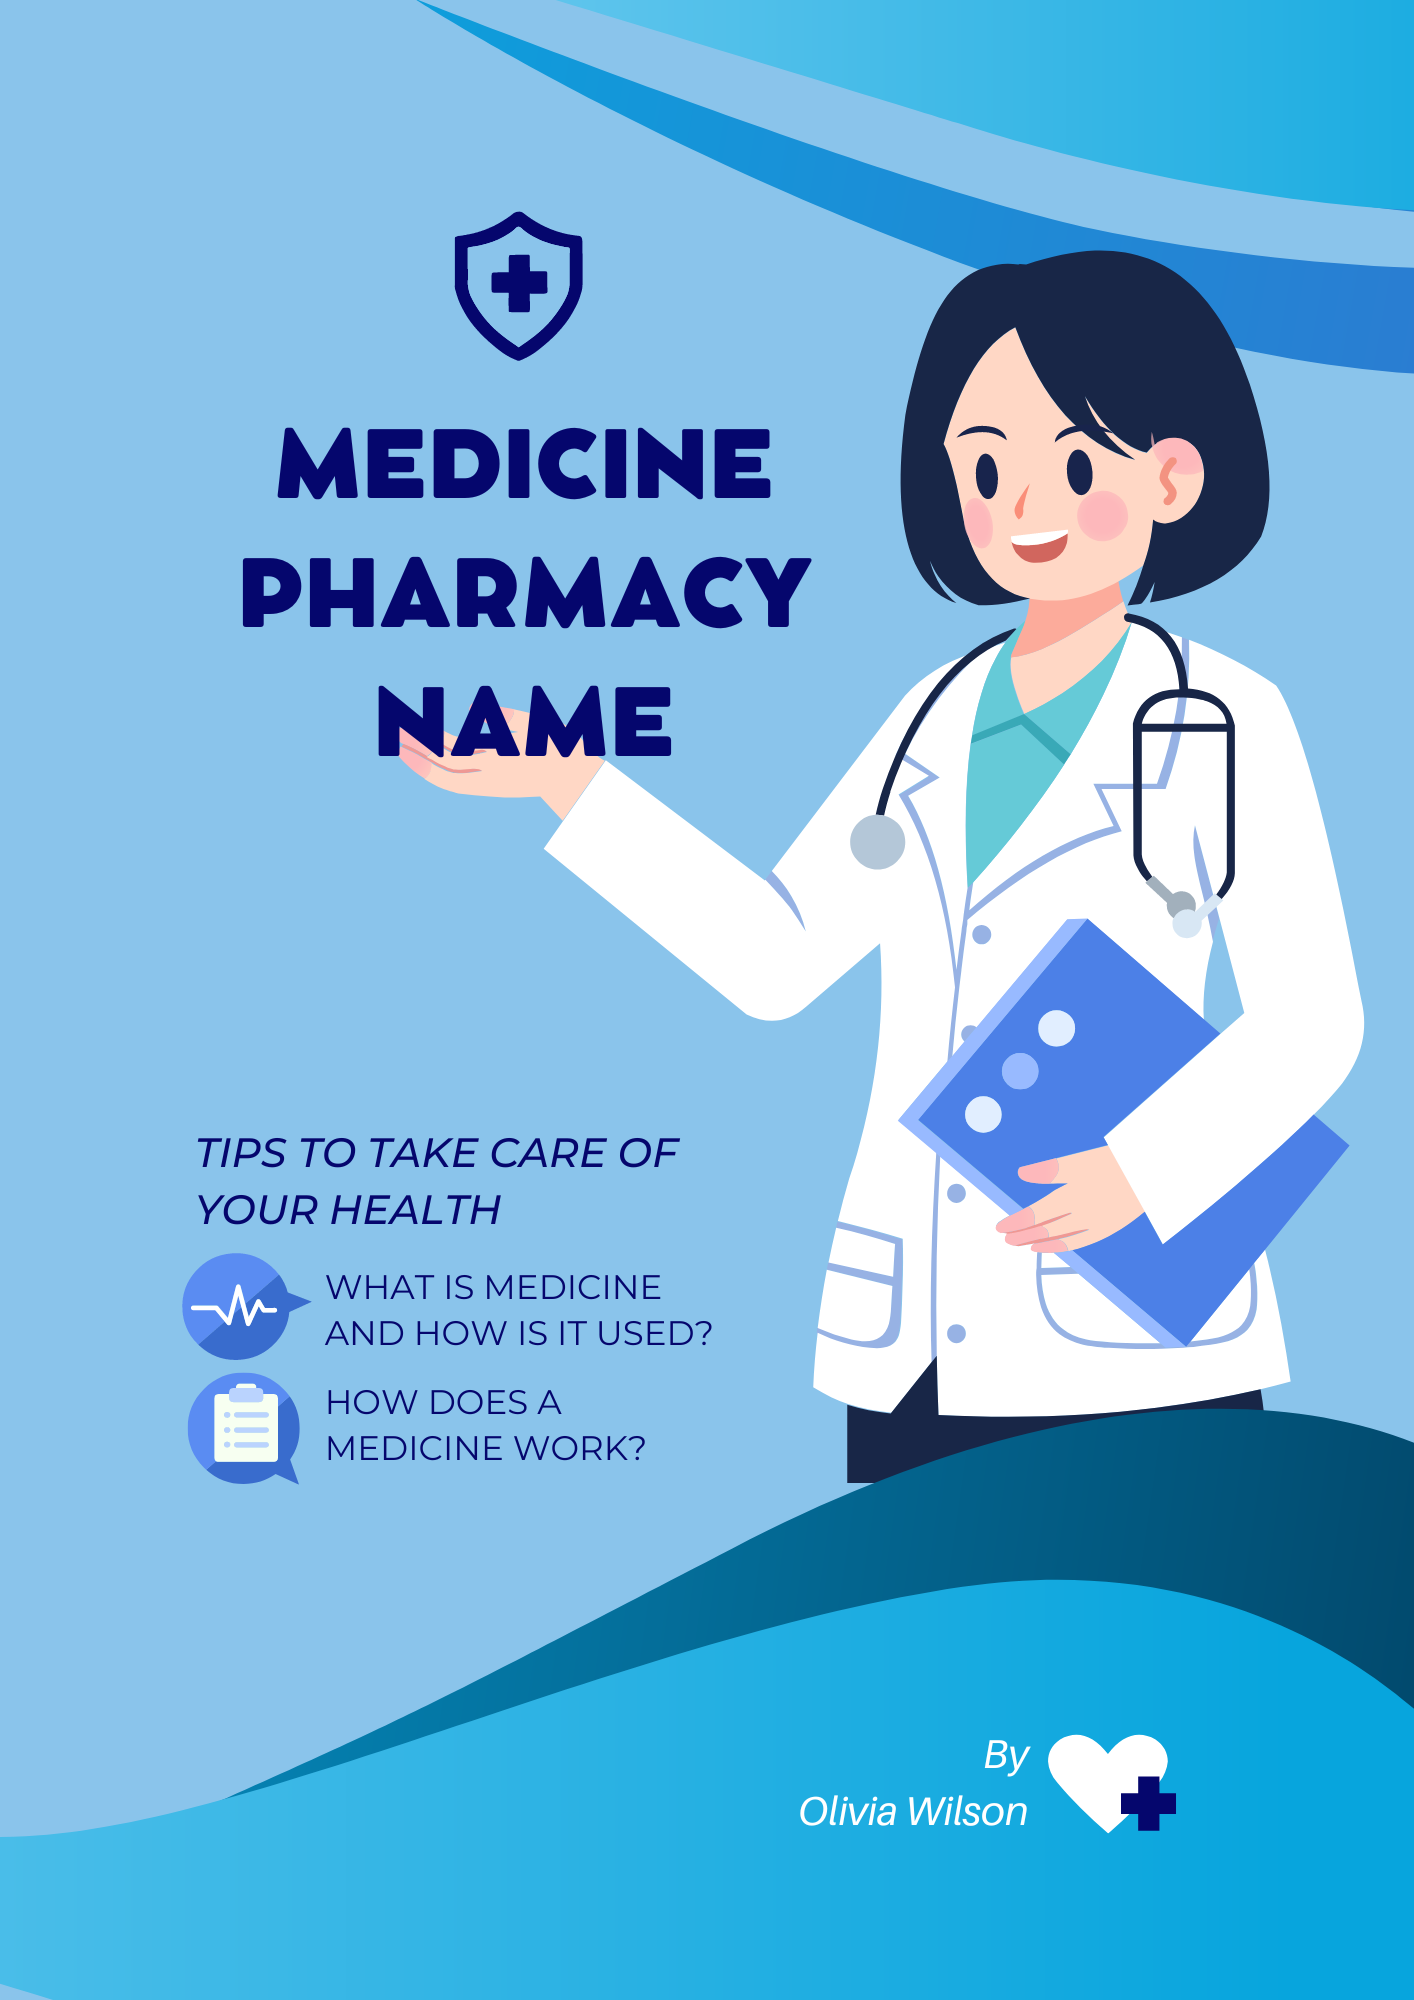 MEDICINE
PHARMACY
NAME
TIPS TO TAKE CARE OF
YOUR HEALTH
WHAT IS MEDICINE
AND HOW IS IT USED?
HOW DOES A
MEDICINE WORK?
By
Olivia Wilson